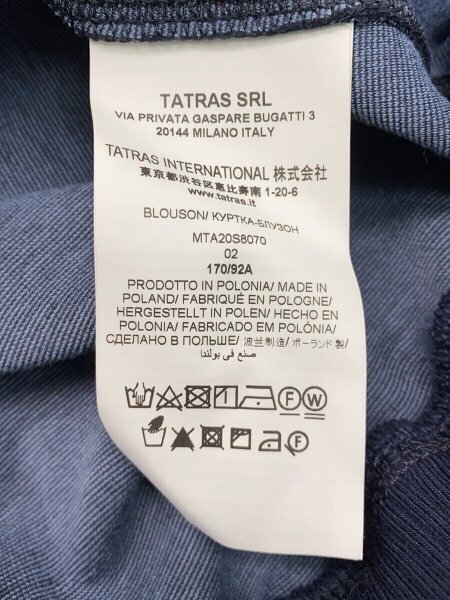 TATRAS SRL
VIA PRIVATA GASPARE BUGATTI 3
20144 MILANO ITALY
TATRAS INTERNATIONAL 株式会社
東京都渋谷区恵比寿南 1-20-6
www.tatras.it
BLOUSON/ КУРТКА-БЛУЗОН
MTA20S8070
02
170/92A
PRODOTTO IN POLONIA/ MADE IN
POLAND/ FABRIQUÉ EN POLOGNE/
HERGESTELLT IN POLEN/ HECHO EN
POLONIA/ FABRICADO EM POLÓNIA/
СДЕЛАНО В ПОЛЬШЕ/ 波兰制造/ ポーランド 製/
صنع في بولندا
F W
F